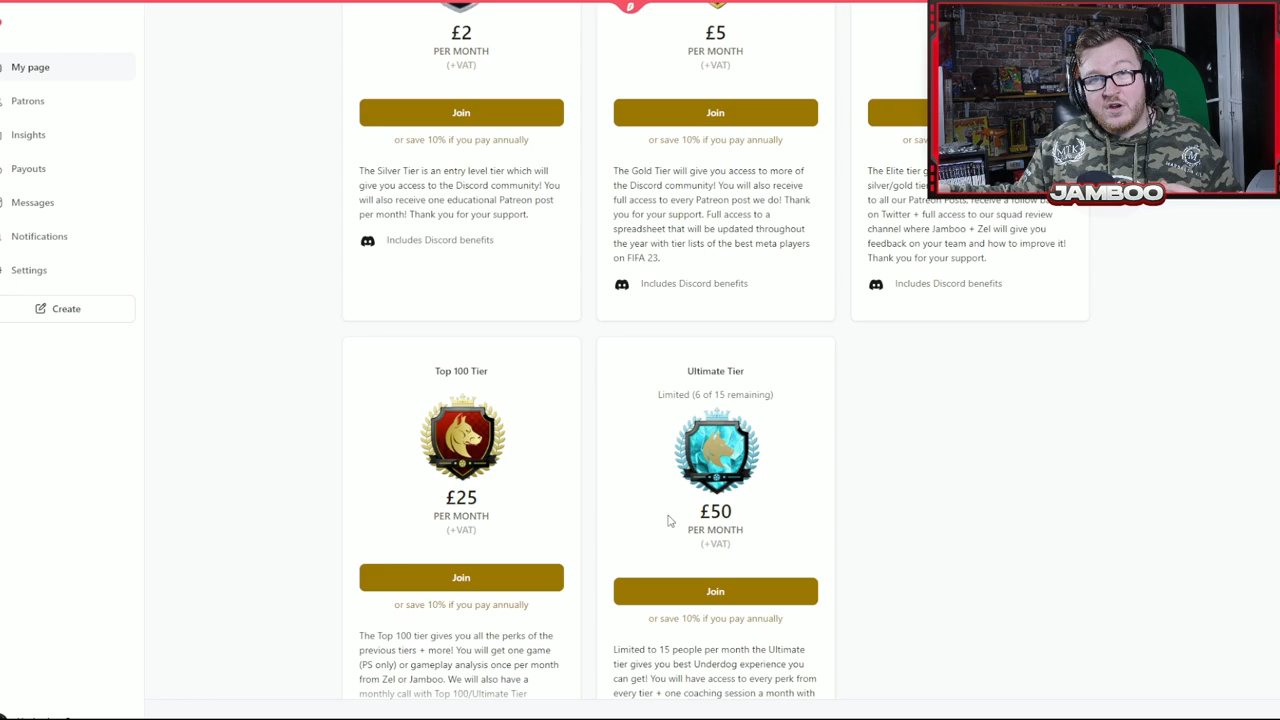 My page
Patrons
Insights
Payouts
Messages
Notifications
Settings
Create
£2
PER MONTH
(+VAT)
Join
or save 10% if you pay annually
The Silver Tier is an entry level tier which will
give you access to the Discord community! You
will also receive one educational Patreon post
per month! Thank you for your support.
Includes Discord benefits
£5
PER MONTH
(+VAT)
Join
or save 10% if you pay annually
The Gold Tier will give you access to more of
the Discord community! You will also receive
full access to every Patreon post we do! Thank
you for your support. Full access to a
spreadsheet that will be updated throughout
the year with tier lists of the best meta players
on FIFA 23.
Includes Discord benefits
or
The Elite tier
silver/gold
to all our Patreon Posts, receive a follow
on Twitter + full access to our squad review
channel where Jamboo + Zel will give you
feedback on your team and how to improve it!
Thank you for your support.
Includes Discord benefits
JAMBOO
Top 100 Tier
£25
PER MONTH
(+VAT)
Join
or save 10% if you pay annually
The Top 100 tier gives you all the perks of the
previous tiers + more! You will get one game
(PS only) or gameplay analysis once per month
from Zel or Jamboo. We will also have a
monthly call with Top 100/Ultimate Tier
Ultimate Tier
Limited (6 of 15 remaining)
£50
PER MONTH
(+VAT)
Join
or save 10% if you pay annually
Limited to 15 people per month the Ultimate
tier gives you best Underdog experience you
can get! You will have access to every perk from
every tier + one coaching session a month with